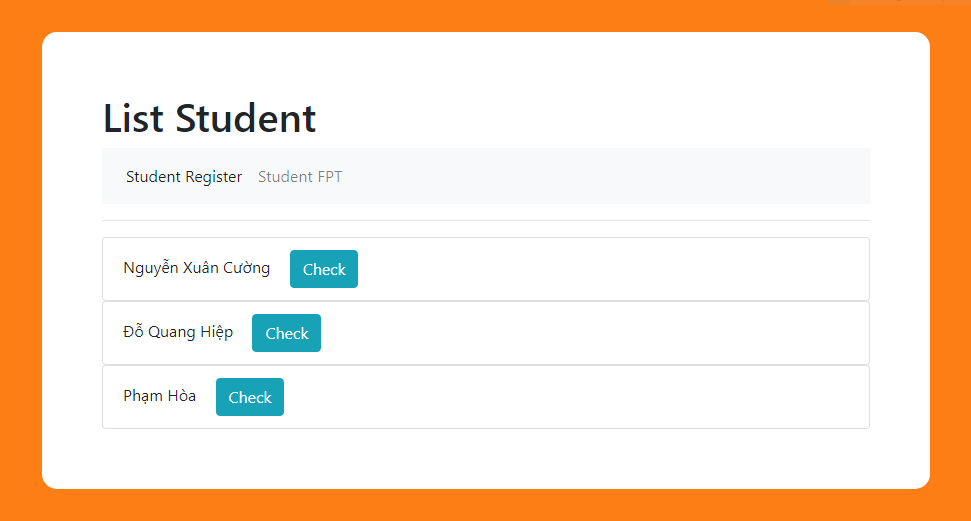 List Student
Student Register Student FPT
Nguyễn Xuân Cường Check
Đỗ Quang Hiệp Check
Phạm Hòa Check